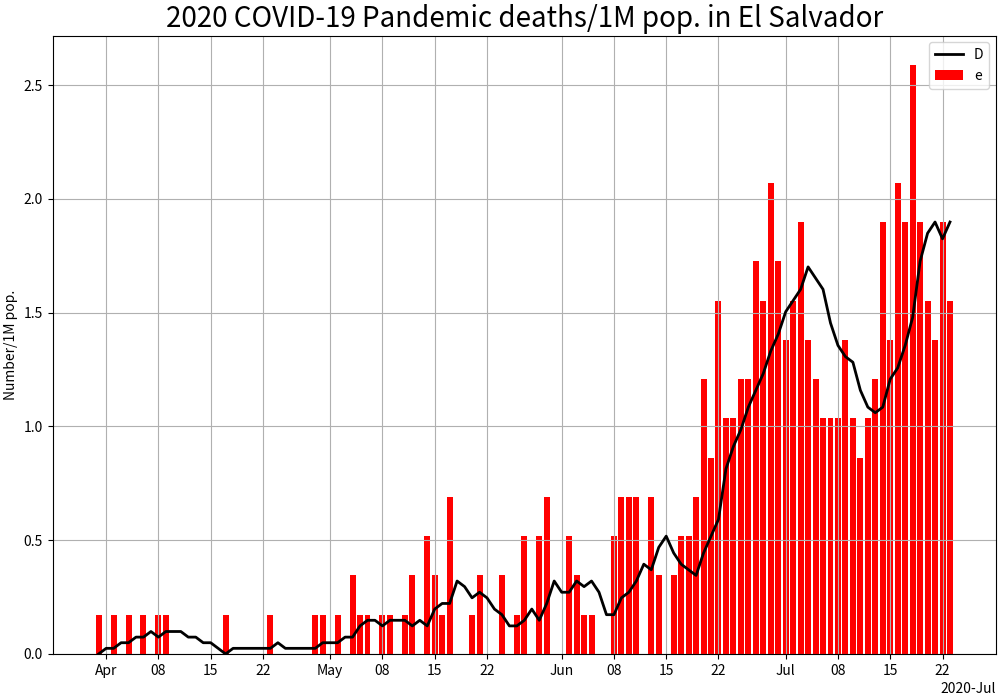 2020 COVID-19 Pandemic deaths/1M pop. in El Salvador
D
e
Number/1M pop.
2.5
2.0
1.5
1.0
0.5
0.0
Apr 08 15 22 May 08 15 22 Jun 08 15 22 Jul 08 15 22
2020-Jul